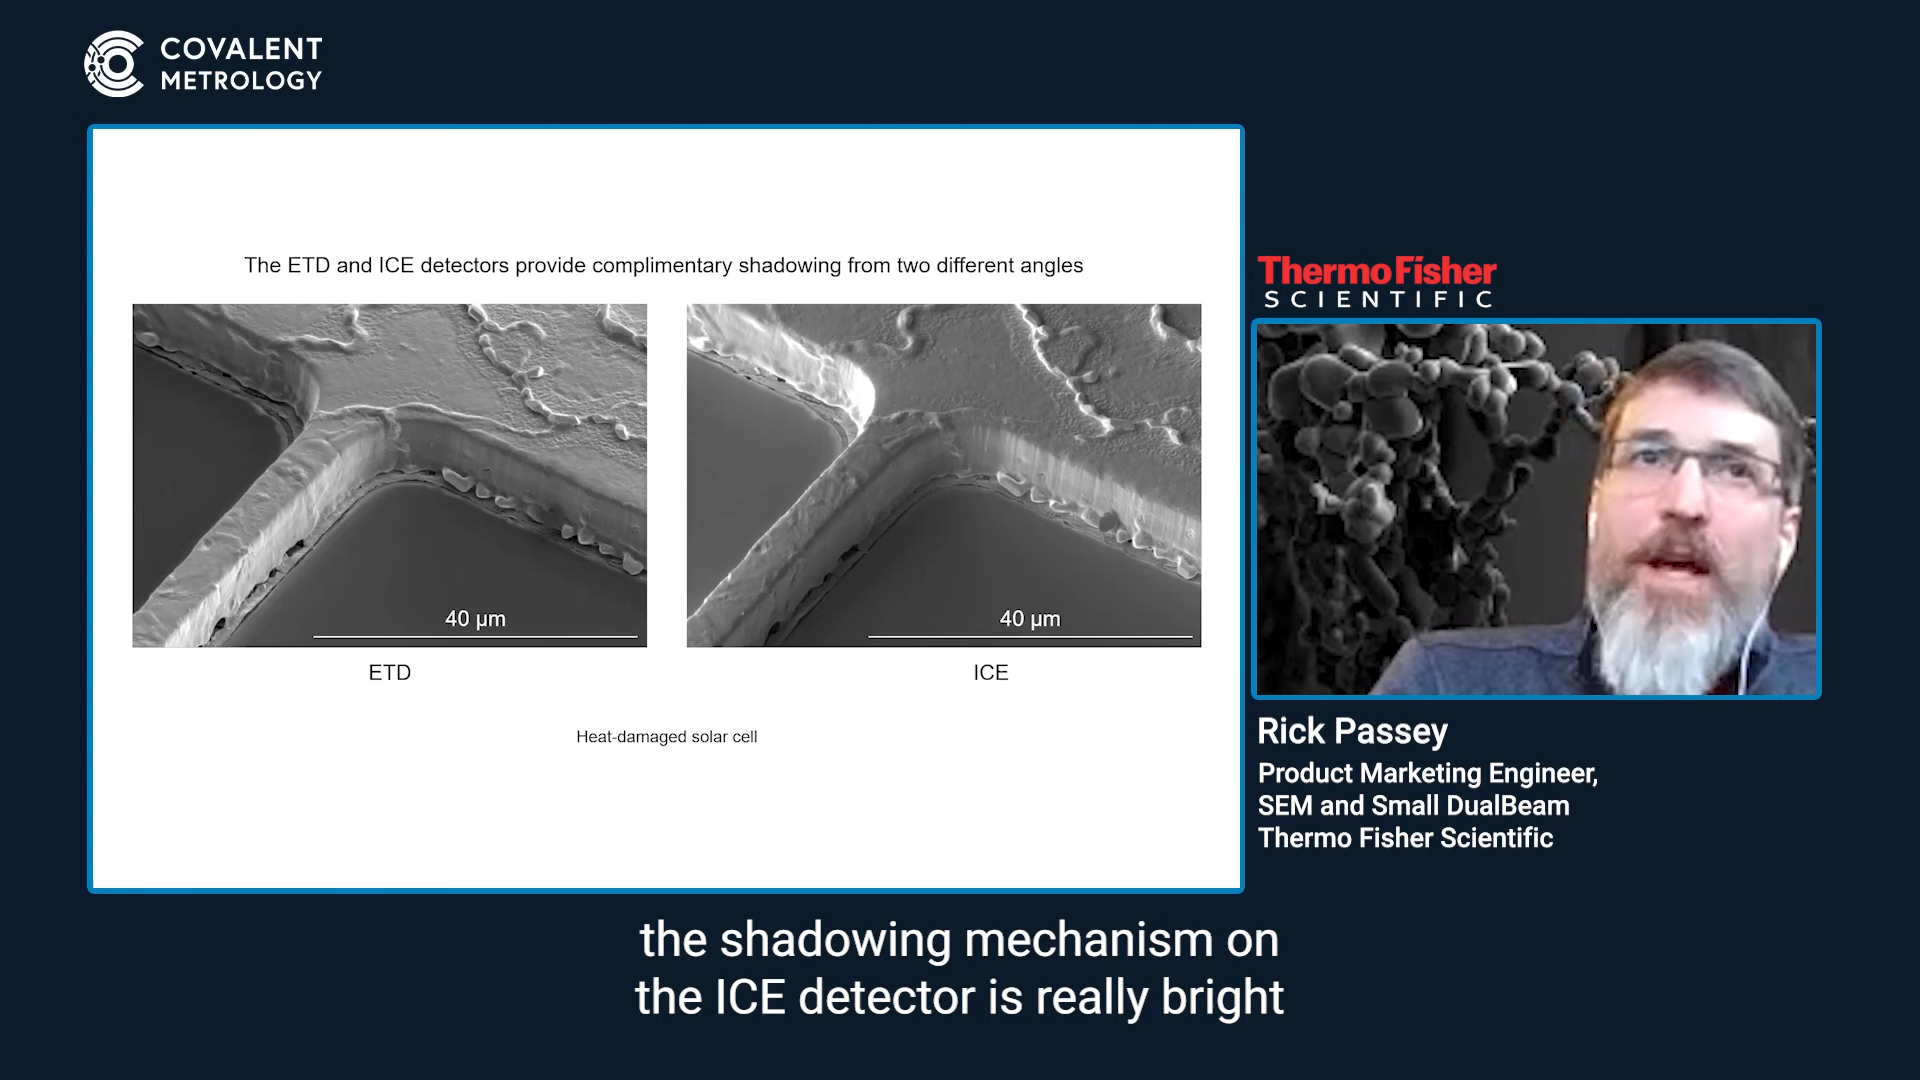 COVALENT
METROLOGY
The ETD and ICE detectors provide complimentary shadowing from two different angles
40 µm
40 µm
ETD
ICE
Heat-damaged solar cell
ThermoFisher
SCIENTIFIC
Rick Passey
Product Marketing Engineer,
SEM and Small DualBeam
Thermo Fisher Scientific
the shadowing mechanism on
the ICE detector is really bright